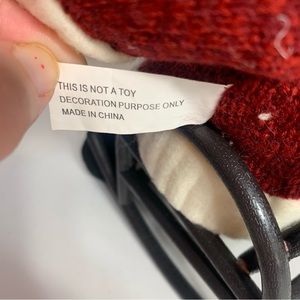 THIS IS NOT A TOY
DECORATION PURPOSE ONLY
MADE IN CHINA